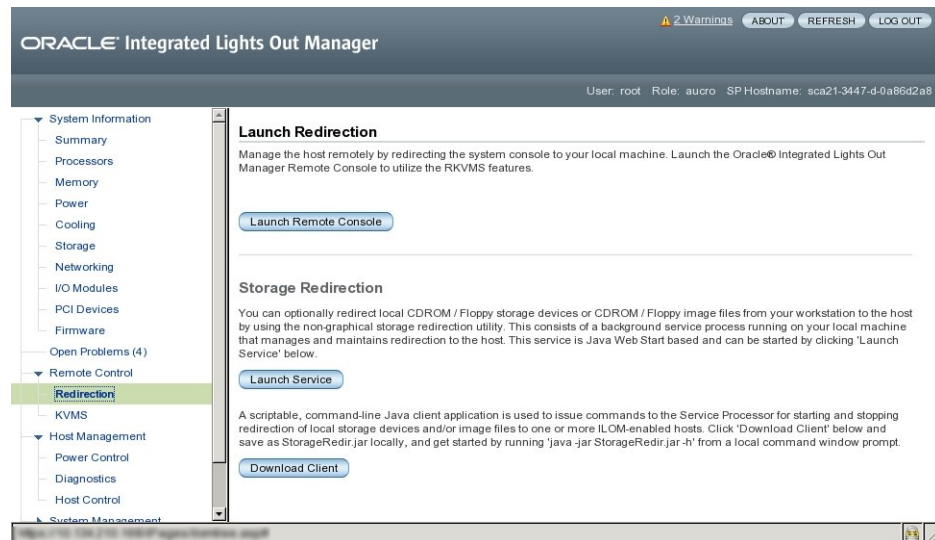 2 Warnings ABOUT REFRESH LOG OUT
ORACLE® Integrated Lights Out Manager
User: root Role: aucro SP Hostname: sca21-3447-d-0a86d2a8
System Information
Summary
Processors
Memory
Power
Cooling
Storage
Networking
I/O Modules
PCI Devices
Firmware
Open Problems (4)
Remote Control
Redirection
KVMS
Host Management
Power Control
Diagnostics
Host Control
System Management
Launch Redirection
Manage the host remotely by redirecting the system console to your local machine. Launch the Oracle® Integrated Lights Out
Manager Remote Console to utilize the RKVMS features.
Launch Remote Console
Storage Redirection
You can optionally redirect local CDROM / Floppy storage devices or CDROM / Floppy image files from your workstation to the host
by using the non-graphical storage redirection utility. This consists of a background service process running on your local machine
that manages and maintains redirection to the host. This service is Java Web Start based and can be started by clicking 'Launch
Service' below.
Launch Service
A scriptable, command-line Java client application is used to issue commands to the Service Processor for starting and stopping
redirection of local storage devices and/or image files to one or more ILOM-enabled hosts. Click 'Download Client' below and
save as StorageRedir.jar locally, and get started by running 'java -jar StorageRedir.jar -h' from a local command window prompt.
Download Client